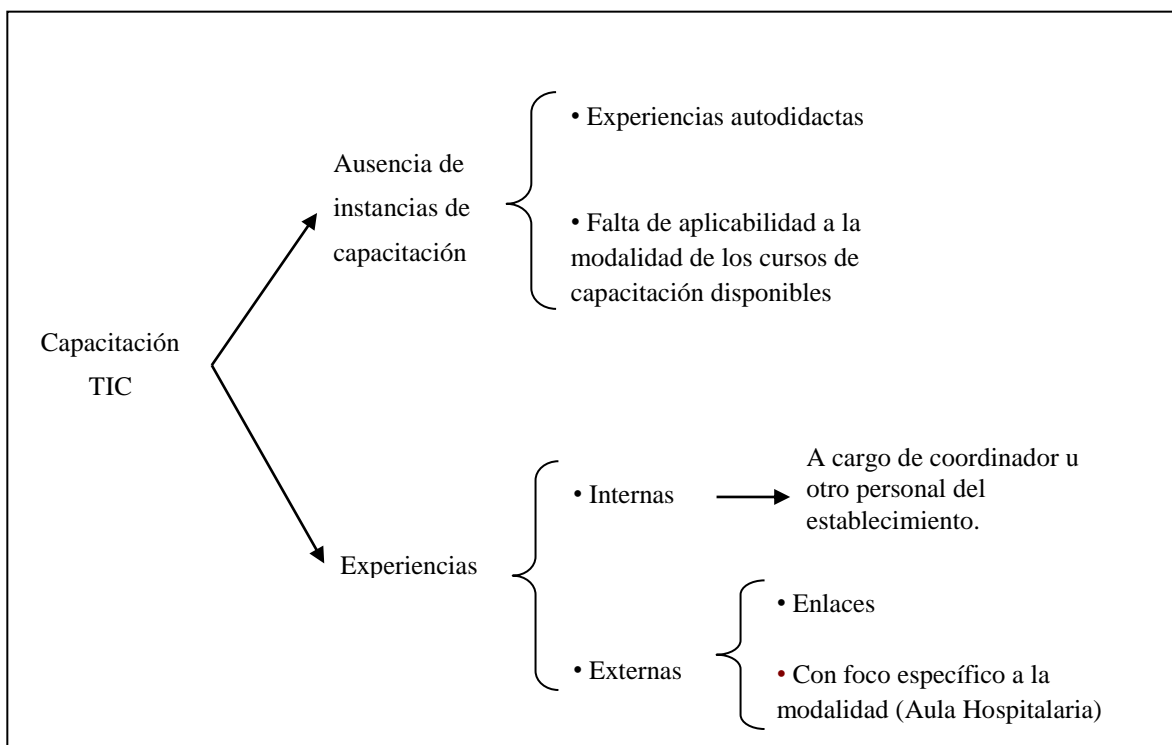 Capacitación
TIC
Ausencia de
instancias de
capacitación
• Experiencias autodidactas
• Falta de aplicabilidad a la
modalidad de los cursos de
capacitación disponibles
Experiencias
• Internas
A cargo de coordinador u
otro personal del
establecimiento.
• Externas
• Enlaces
• Con foco específico a la
modalidad (Aula Hospitalaria)